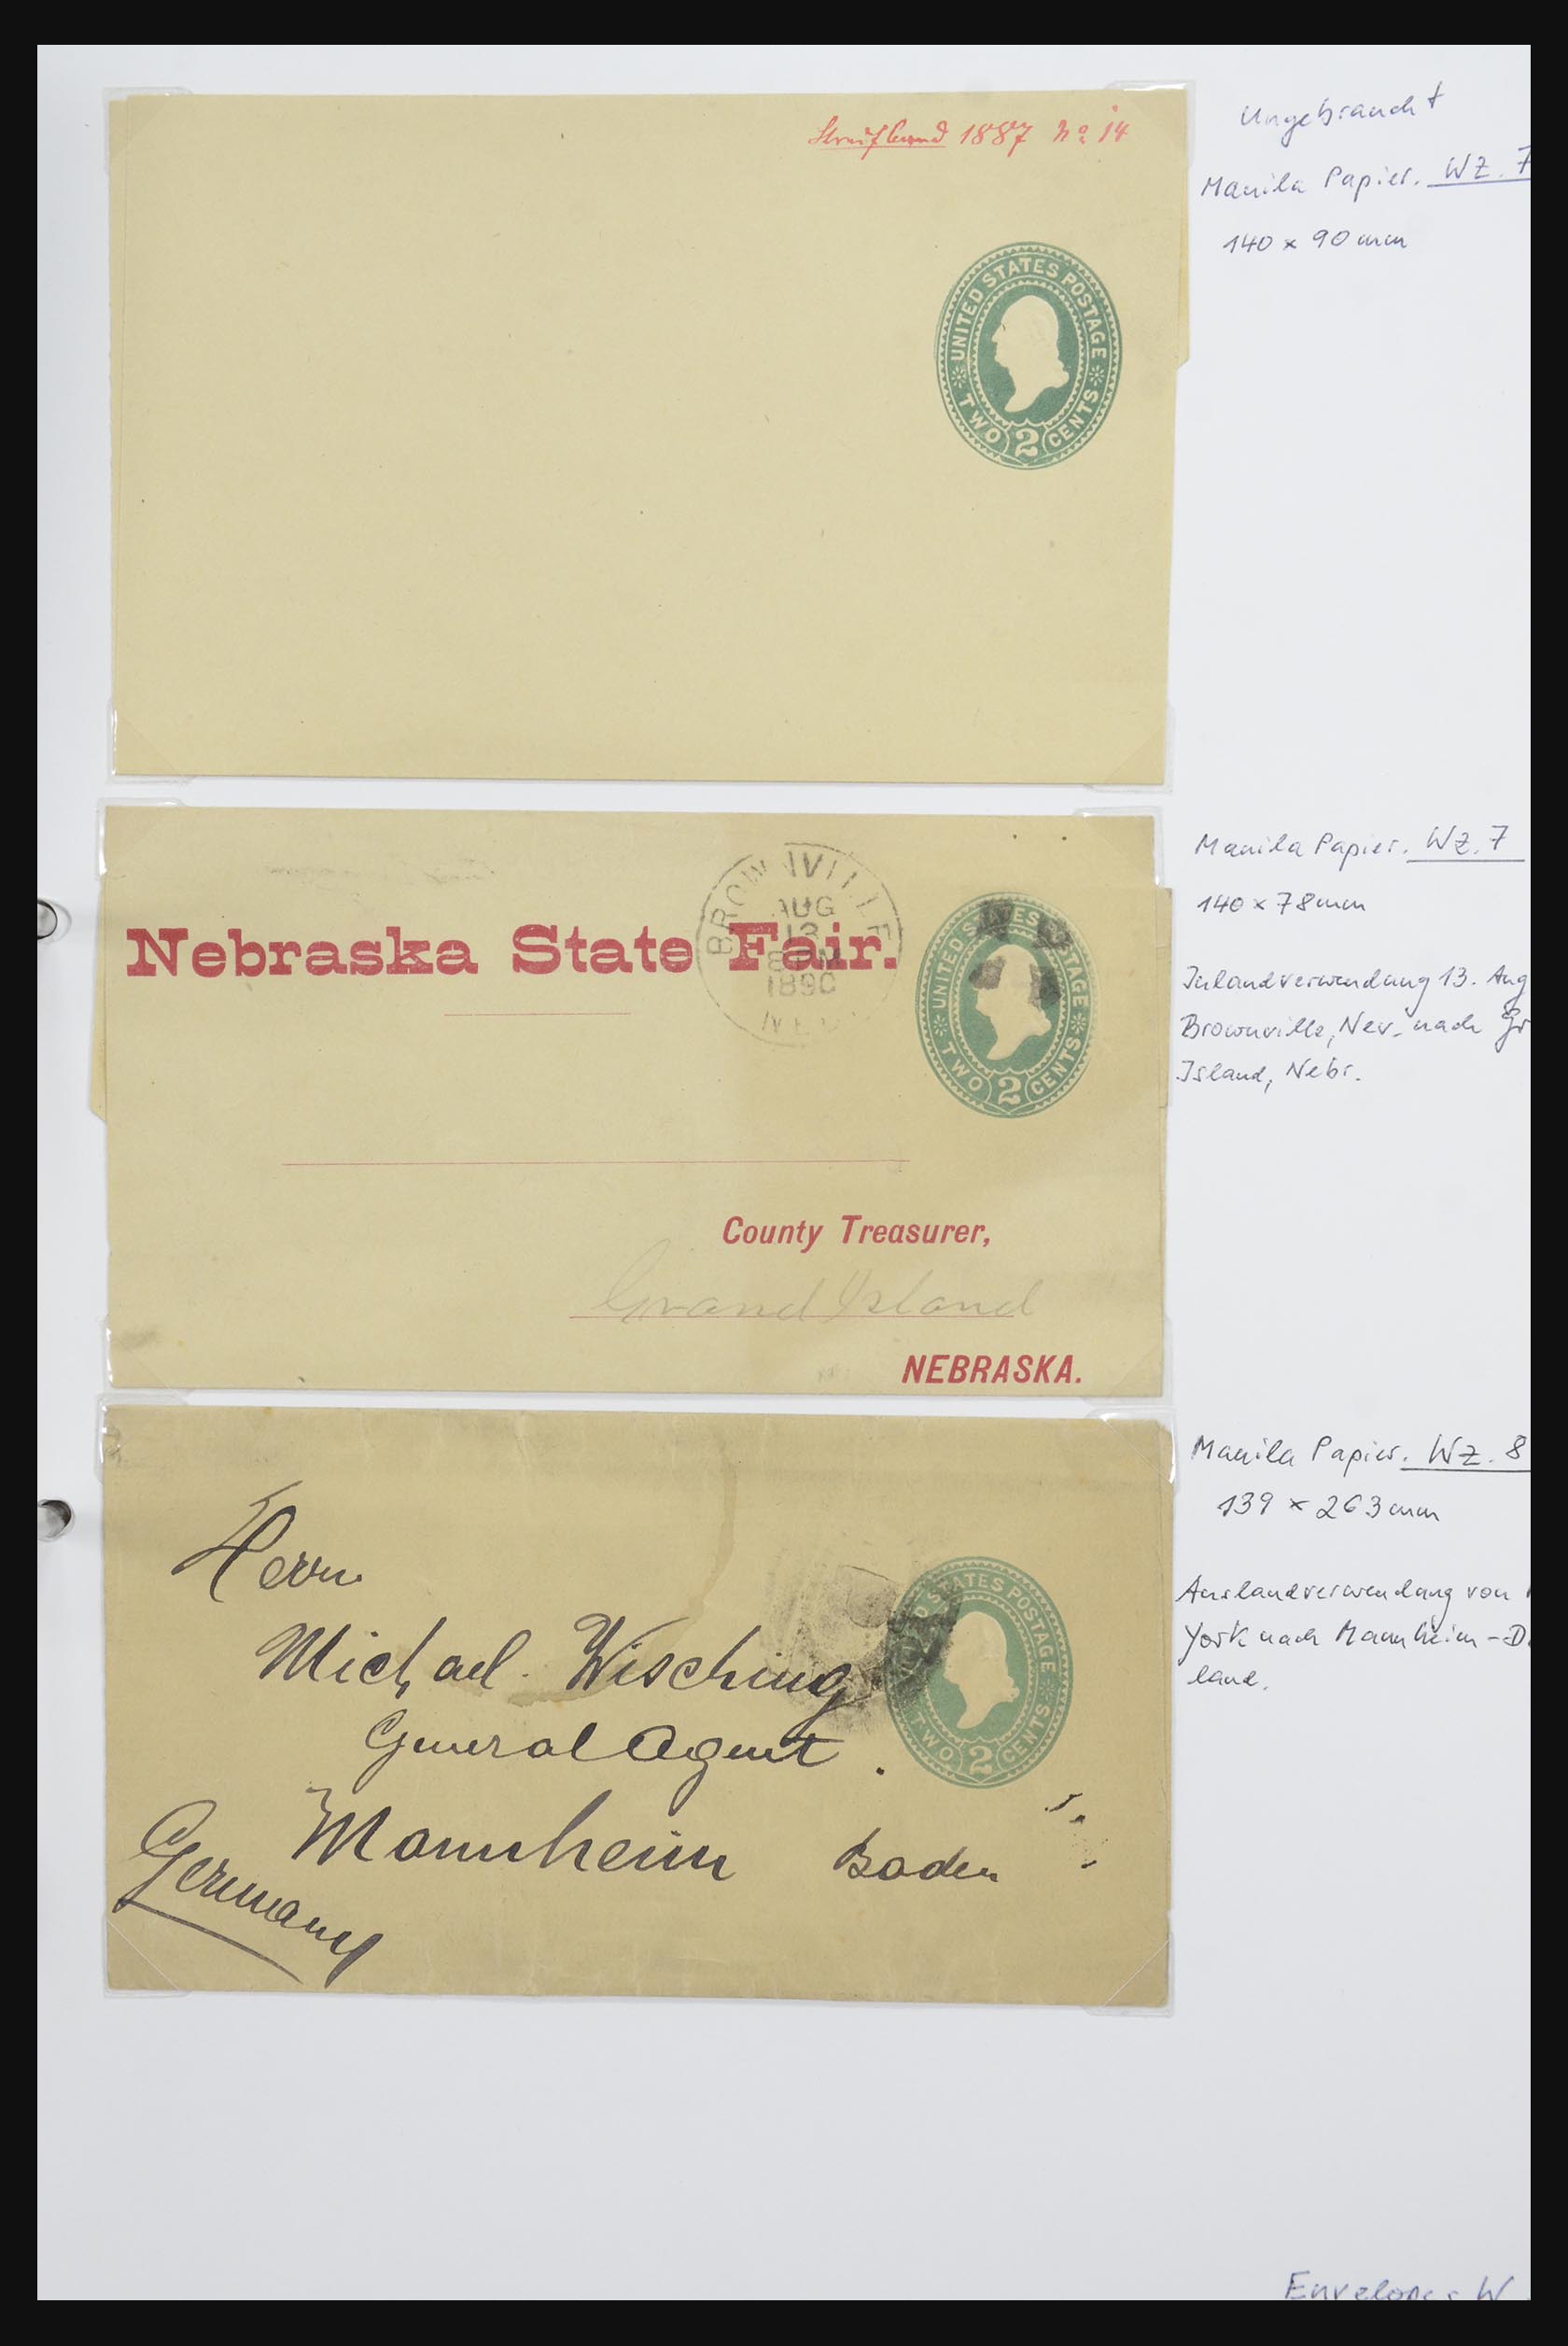 Ungebraucht
Manila Papier. WZ. 7
140 x 90 mm
Streifband 1887 No 14
UNITED STATES POSTAGE
TWO 2 CENTS
Manila Papier. WZ. 7
140 x 78 mm
Inlandverwendung 13. Aug
Brownville, Nev. nach Gr
Island, Nebr.
BROWNVILLE
AUG
13
1890
NEB
Nebraska State Fair.
UNITED STATES POSTAGE
TWO 2 CENTS
County Treasurer,
Grand Island
NEBRASKA.
Manila Papier. WZ. 8
139 x 263 mm
Auslandverwendung von
York nach Mannheim - D
land.
Herrn
Michael Wisching
General Agent.
Mannheim Baden
Germany
UNITED STATES POSTAGE
TWO 2 CENTS
Envelopes W